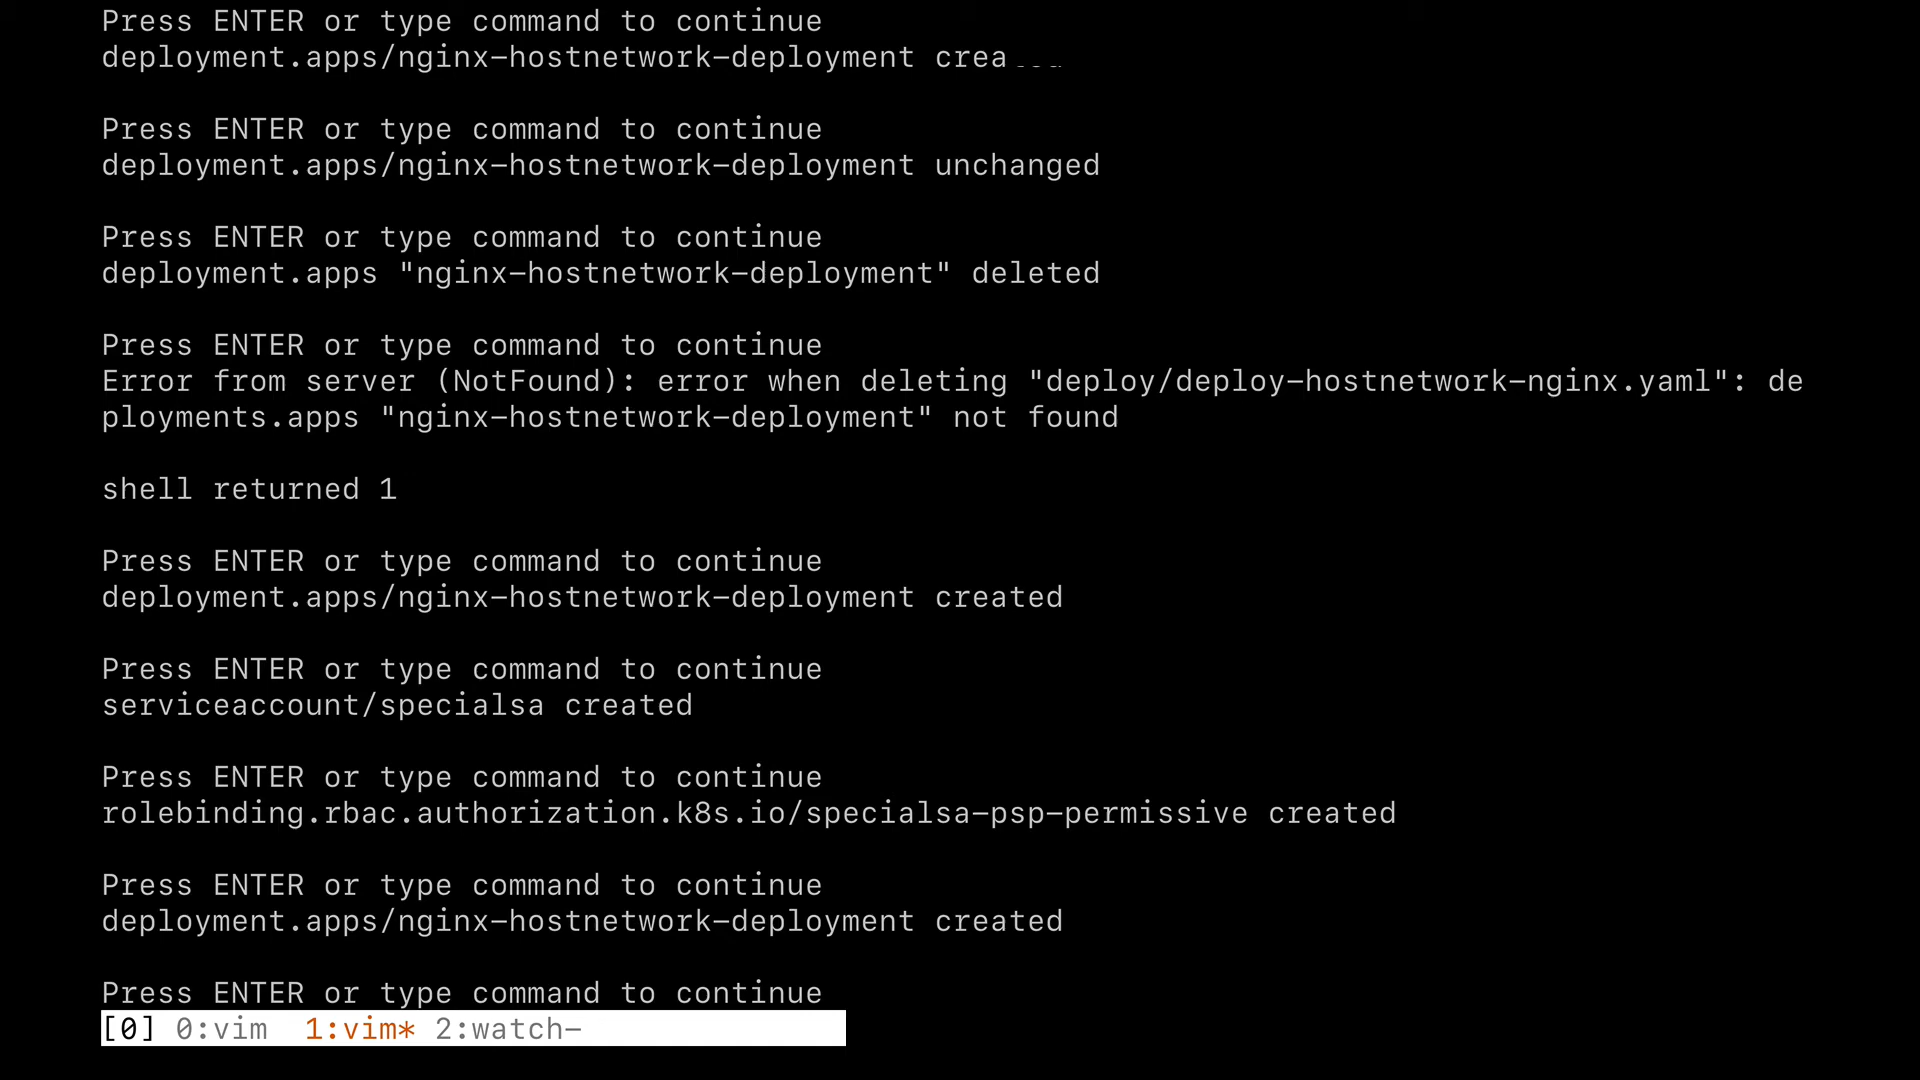 Press ENTER or type command to continue
deployment.apps/nginx-hostnetwork-deployment
Press ENTER or type command to continue
deployment.apps/nginx-hostnetwork-deployment unchanged
Press ENTER or type command to continue
deployment.apps "nginx-hostnetwork-deployment" deleted
Press ENTER or type command to continue
Error from server (NotFound): error when deleting "deploy/deploy-hostnetwork-nginx.yaml": de
ployments.apps "nginx-hostnetwork-deployment" not found
shell returned 1
Press ENTER or type command to continue
deployment.apps/nginx-hostnetwork-deployment created
Press ENTER or type command to continue
serviceaccount/specialsa created
Press ENTER or type command to continue
rolebinding.rbac.authorization.k8s.io/specialsa-psp-permissive created
Press ENTER or type command to continue
deployment.apps/nginx-hostnetwork-deployment created
Press ENTER or type command to continue
[0] 0:vim  1:vim* 2:watch-